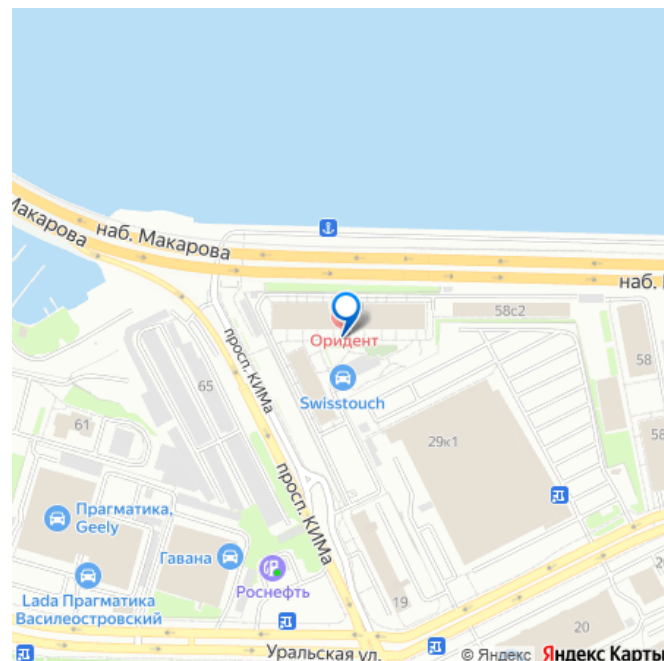 Макарова
наб. Макарова
наб.
58с2
Оридент
58
просп. КИМа
65
Swisstouch
61
29к1
58
просп. КИМа
Прагматика,
Geely
Гавана
Роснефть
Lada Прагматика
Василеостровский
19
20
Уральская ул.
© Яндекс Яндекс Карты